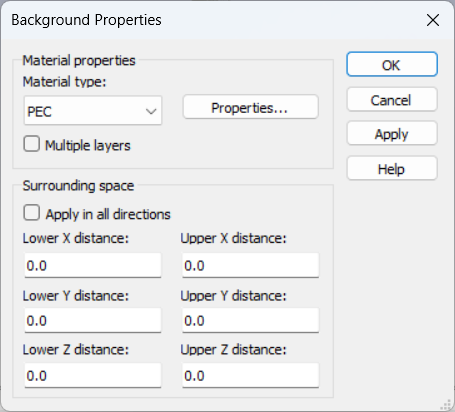 Background Properties
Material properties
Material type:
PEC
Properties...
Multiple layers
OK
Cancel
Apply
Help
Surrounding space
Apply in all directions
Lower X distance: Upper X distance:
0.0 0.0
Lower Y distance: Upper Y distance:
0.0 0.0
Lower Z distance: Upper Z distance:
0.0 0.0